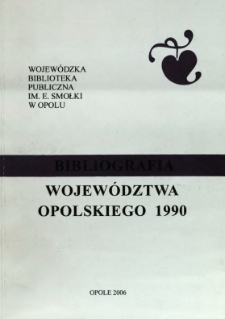 WOJEWÓDZKA
BIBLIOTEKA
PUBLICZNA
IM. E. SMOŁKI
W OPOLU
BIBLIOGRAFIA
WOJEWÓDZTWA
OPOLSKIEGO 1990
OPOLE 2006